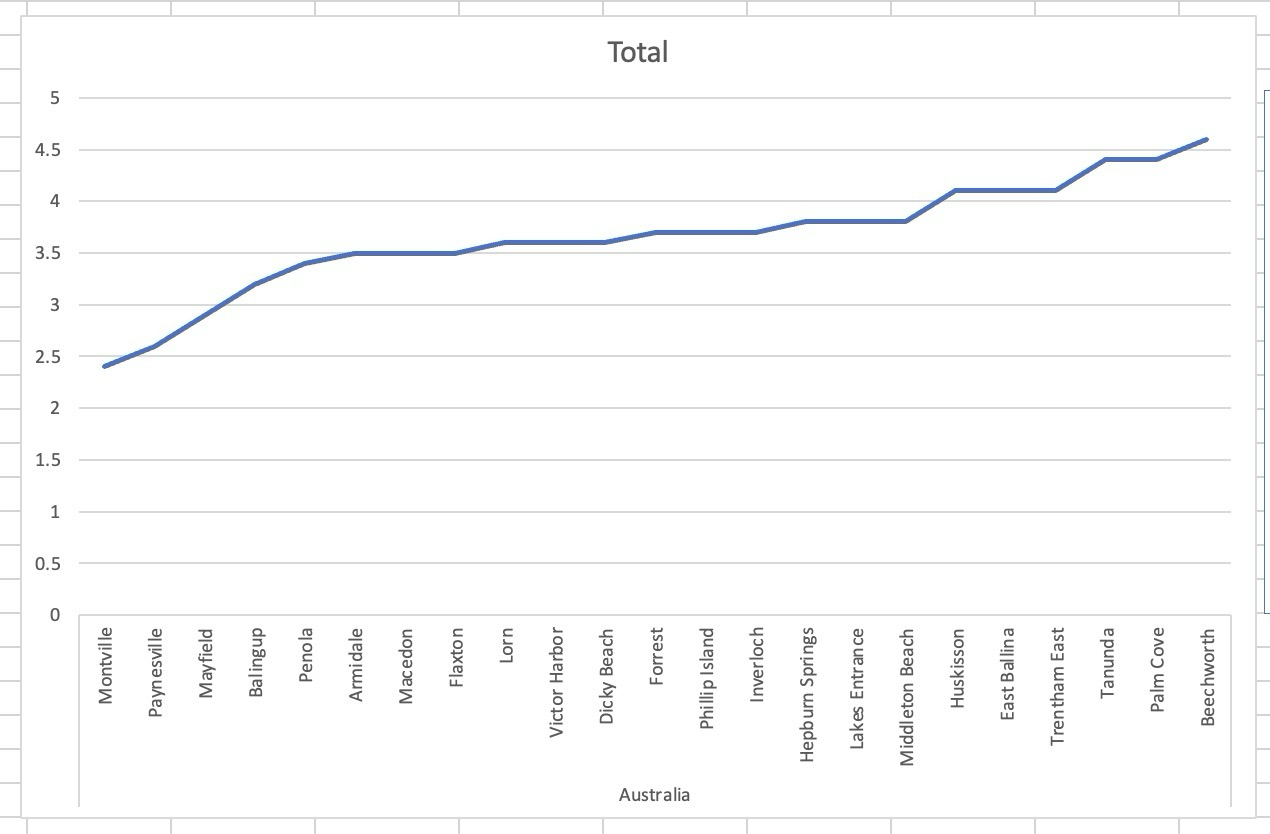 Total
5
4.5
4
3.5
3
2.5
2
1.5
1
0.5
0
Montville
Paynesville
Mayfield
Balingup
Penola
Armidale
Macedon
Flaxton
Lorn
Victor Harbor
Dicky Beach
Forrest
Phillip Island
Inverloch
Hepburn Springs
Lakes Entrance
Middleton Beach
Huskisson
East Ballina
Trentham East
Tanunda
Palm Cove
Beechworth
Australia